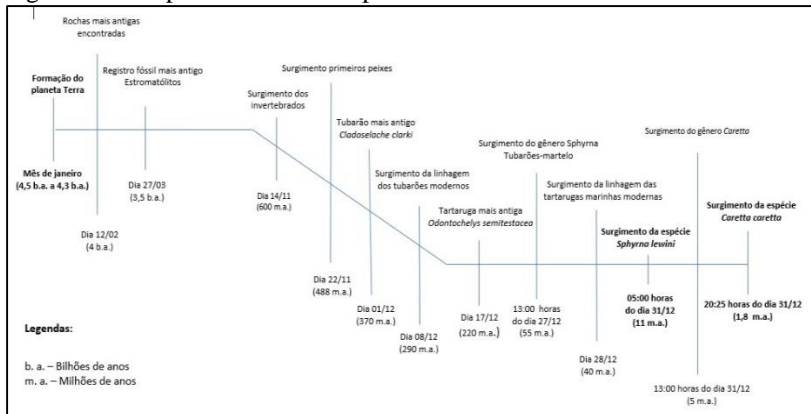 Rochas mais antigas
encontradas
Formação do
planeta Terra
Mês de janeiro
(4,5 b.a. a 4,3 b.a.)
Dia 12/02
(4 b.a.)
Registro fóssil mais antigo
Estromatólitos
Dia 27/03
(3,5 b.a.)
Surgimento dos
invertebrados
Dia 14/11
(600 m.a.)
Surgimento primeiros peixes
Dia 22/11
(488 m.a.)
Tubarão mais antigo
Cladoselache clarki
Dia 01/12
(370 m.a.)
Surgimento da linhagem
dos tubarões modernos
Dia 08/12
(290 m.a.)
Tartaruga mais antiga
Odontochelys semitestacea
Dia 17/12
(220 m.a.)
Surgimento do gênero Sphyrna
Tubarões-martelo
13:00 horas
do dia 27/12
(55 m.a.)
Surgimento da linhagem das
tartarugas marinhas modernas
Dia 28/12
(40 m.a.)
Surgimento da espécie
Sphyrna lewini
05:00 horas
do dia 31/12
(11 m.a.)
Surgimento do gênero Caretta
13:00 horas do dia 31/12
(5 m.a.)
Surgimento da espécie
Caretta caretta
20:25 horas do dia 31/12
(1,8 m.a.)
Legendas:
b. a. – Bilhões de anos
m. a. – Milhões de anos